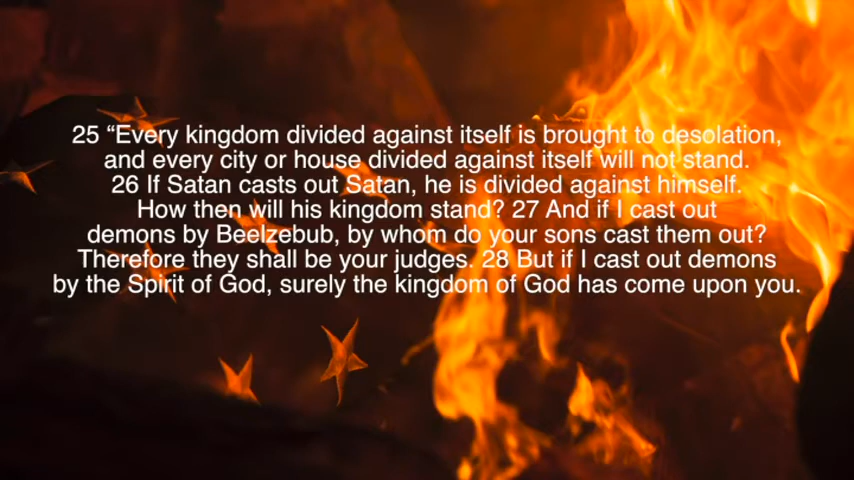 25 “Every kingdom divided against itself is brought to desolation,
and every city or house divided against itself will not stand.
26 If Satan casts out Satan, he is divided against himself.
How then will his kingdom stand? 27 And if I cast out
demons by Beelzebub, by whom do your sons cast them out?
Therefore they shall be your judges. 28 But if I cast out demons
by the Spirit of God, surely the kingdom of God has come upon you.